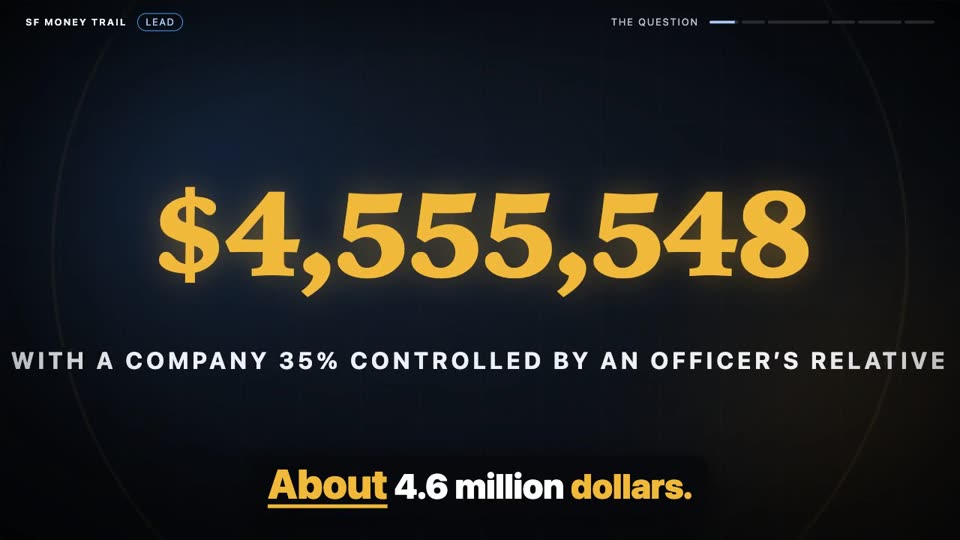 SF MONEY TRAIL LEAD THE QUESTION
$4,555,548
WITH A COMPANY 35% CONTROLLED BY AN OFFICER’S RELATIVE
About 4.6 million dollars.